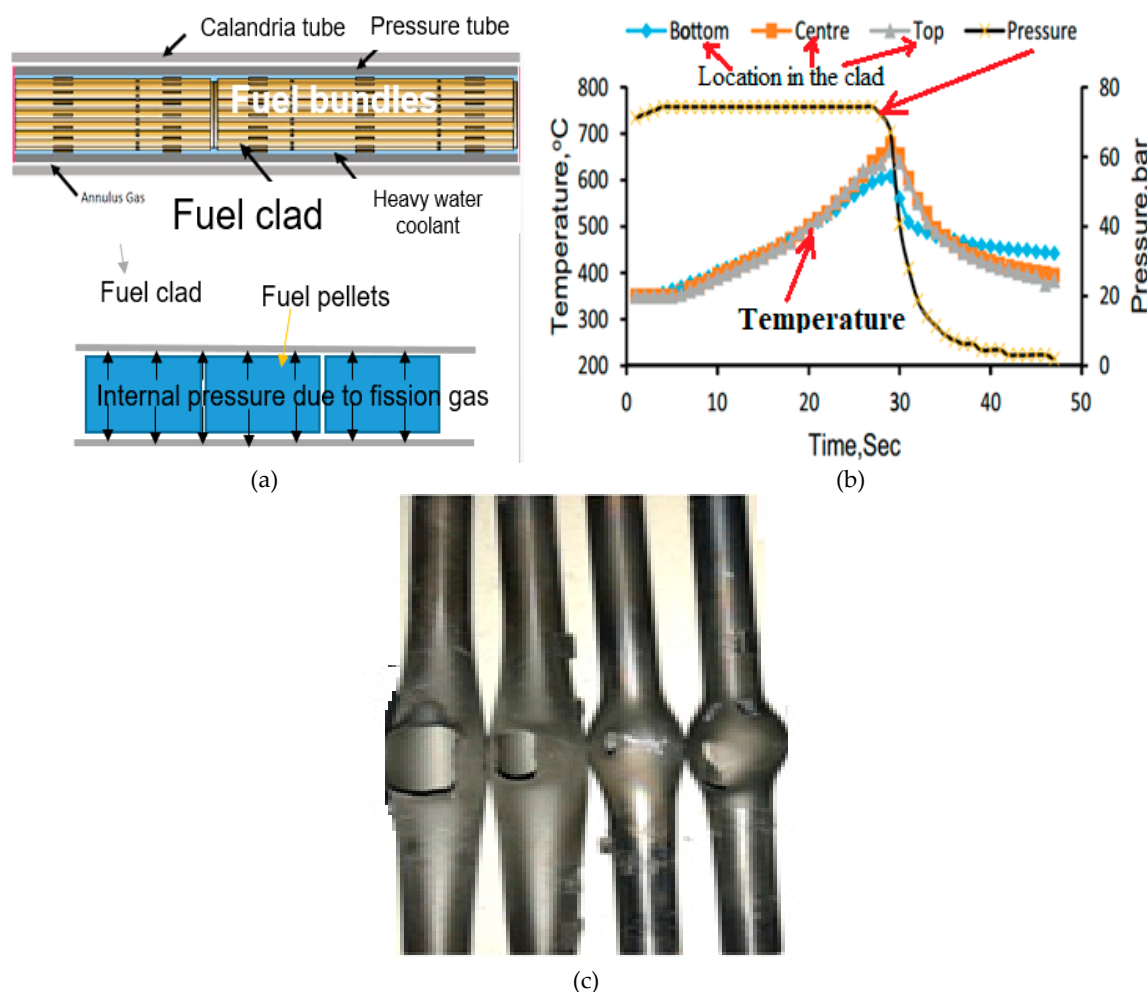 Calandria tube
Pressure tube
Fuel bundles
Annulus Gas
Fuel clad
Heavy water
coolant
Fuel clad
Fuel pellets
Internal pressure due to fission gas
(a)
Bottom Centre Top Pressure
Location in the clad
800
700
600
500
400
300
200
Temperature,°C
80
60
40
20
0
Pressure,bar
Temperature
0 10 20 30 40 50
Time,Sec
(b)
(c)